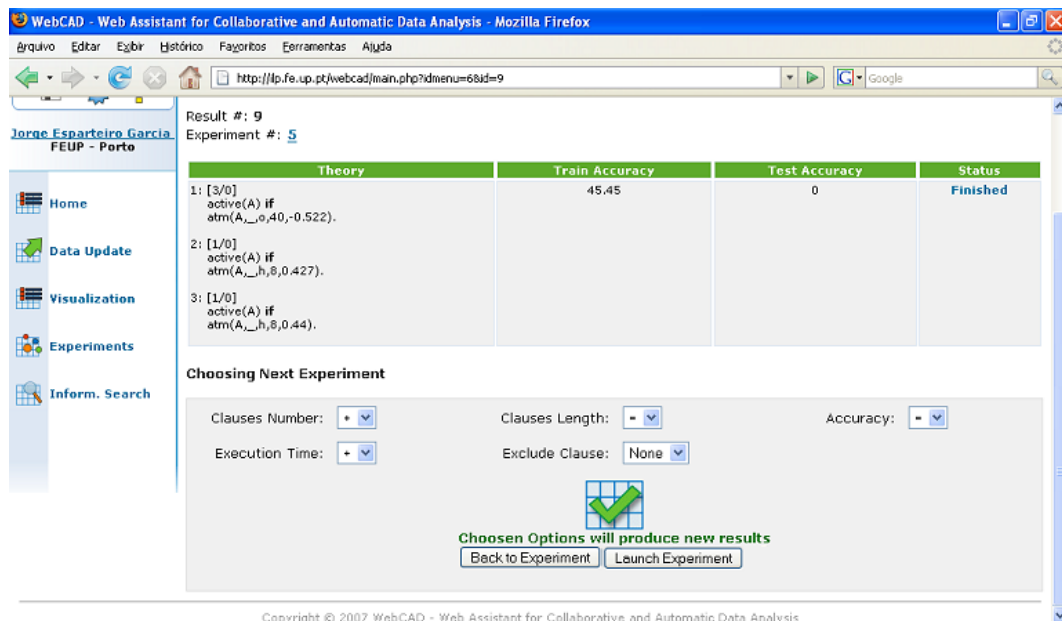 WebCAD - Web Assistant for Collaborative and Automatic Data Analysis - Mozilla Firefox
Arquivo Editar Exibir Histórico Favoritos Ferramentas Ajuda
http://lp.fe.up.pt/webcad/main.php?idmenu=6&id=9
G Google
Jorge Esparteiro Garcia
FEUP - Porto
Home
Data Update
Visualization
Experiments
Inform. Search
Result #: 9
Experiment #: 5
Theory Train Accuracy Test Accuracy Status
1: [3/0] 45.45 0 Finished
active(A) if
atm(A,_,o,40,-0.522).
2: [1/0]
active(A) if
atm(A,_,h,8,0.427).
3: [1/0]
active(A) if
atm(A,_,h,8,0.44).
Choosing Next Experiment
Clauses Number: + Clauses Length: - Accuracy: -
Execution Time: + Exclude Clause: None
Choosen Options will produce new results
Back to Experiment Launch Experiment
Copyright © 2007 WebCAD - Web Assistant for Collaborative and Automatic Data Analysis